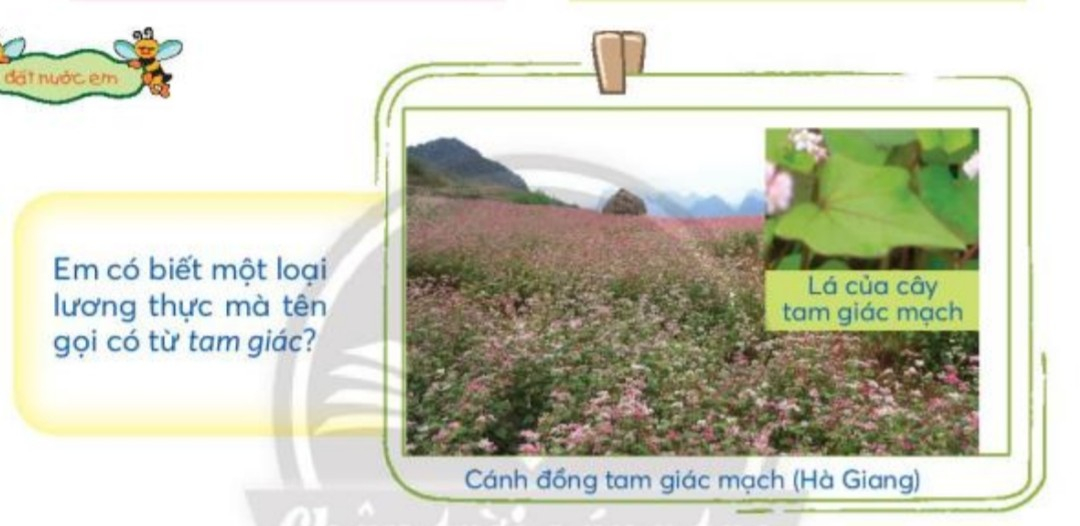 đất nước em
Em có biết một loại
lương thực mà tên
gọi có từ tam giác?
Lá của cây
tam giác mạch
Cánh đồng tam giác mạch (Hà Giang)